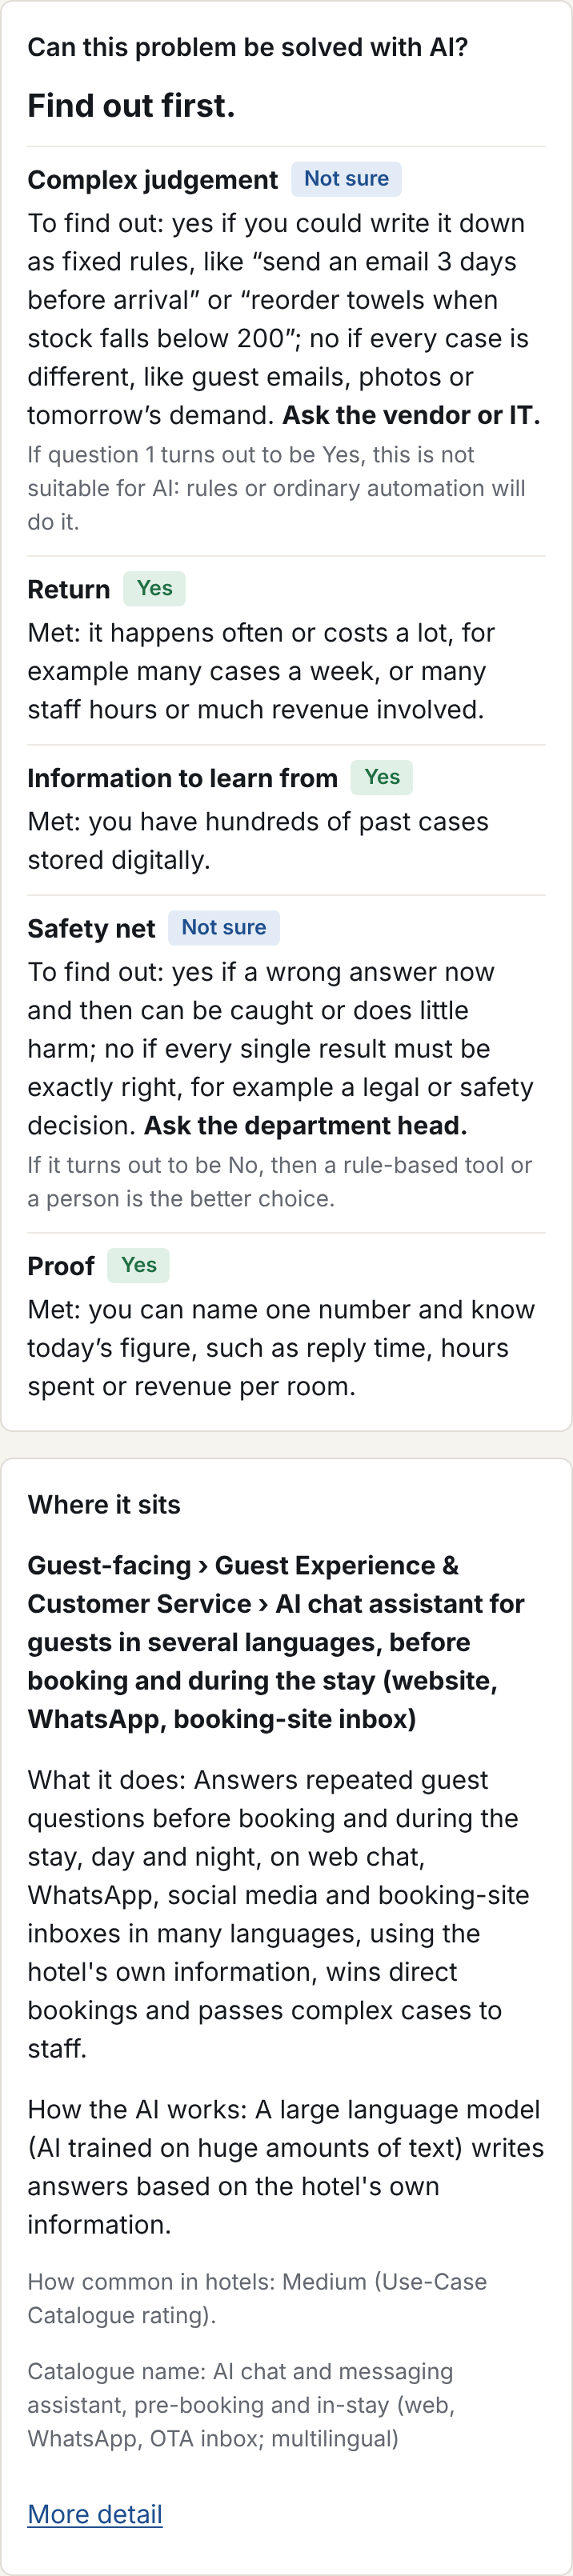 Can this problem be solved with AI?
Find out first.
Complex judgement Not sure
To find out: yes if you could write it down
as fixed rules, like “send an email 3 days
before arrival” or “reorder towels when
stock falls below 200”; no if every case is
different, like guest emails, photos or
tomorrow’s demand. Ask the vendor or IT.
If question 1 turns out to be Yes, this is not
suitable for AI: rules or ordinary automation will
do it.
Return Yes
Met: it happens often or costs a lot, for
example many cases a week, or many
staff hours or much revenue involved.
Information to learn from Yes
Met: you have hundreds of past cases
stored digitally.
Safety net Not sure
To find out: yes if a wrong answer now
and then can be caught or does little
harm; no if every single result must be
exactly right, for example a legal or safety
decision. Ask the department head.
If it turns out to be No, then a rule-based tool or
a person is the better choice.
Proof Yes
Met: you can name one number and know
today’s figure, such as reply time, hours
spent or revenue per room.
Where it sits
Guest-facing › Guest Experience &
Customer Service › AI chat assistant for
guests in several languages, before
booking and during the stay (website,
WhatsApp, booking-site inbox)
What it does: Answers repeated guest
questions before booking and during the
stay, day and night, on web chat,
WhatsApp, social media and booking-site
inboxes in many languages, using the
hotel's own information, wins direct
bookings and passes complex cases to
staff.
How the AI works: A large language model
(AI trained on huge amounts of text) writes
answers based on the hotel's own
information.
How common in hotels: Medium (Use-Case
Catalogue rating).
Catalogue name: AI chat and messaging
assistant, pre-booking and in-stay (web,
WhatsApp, OTA inbox; multilingual)
More detail